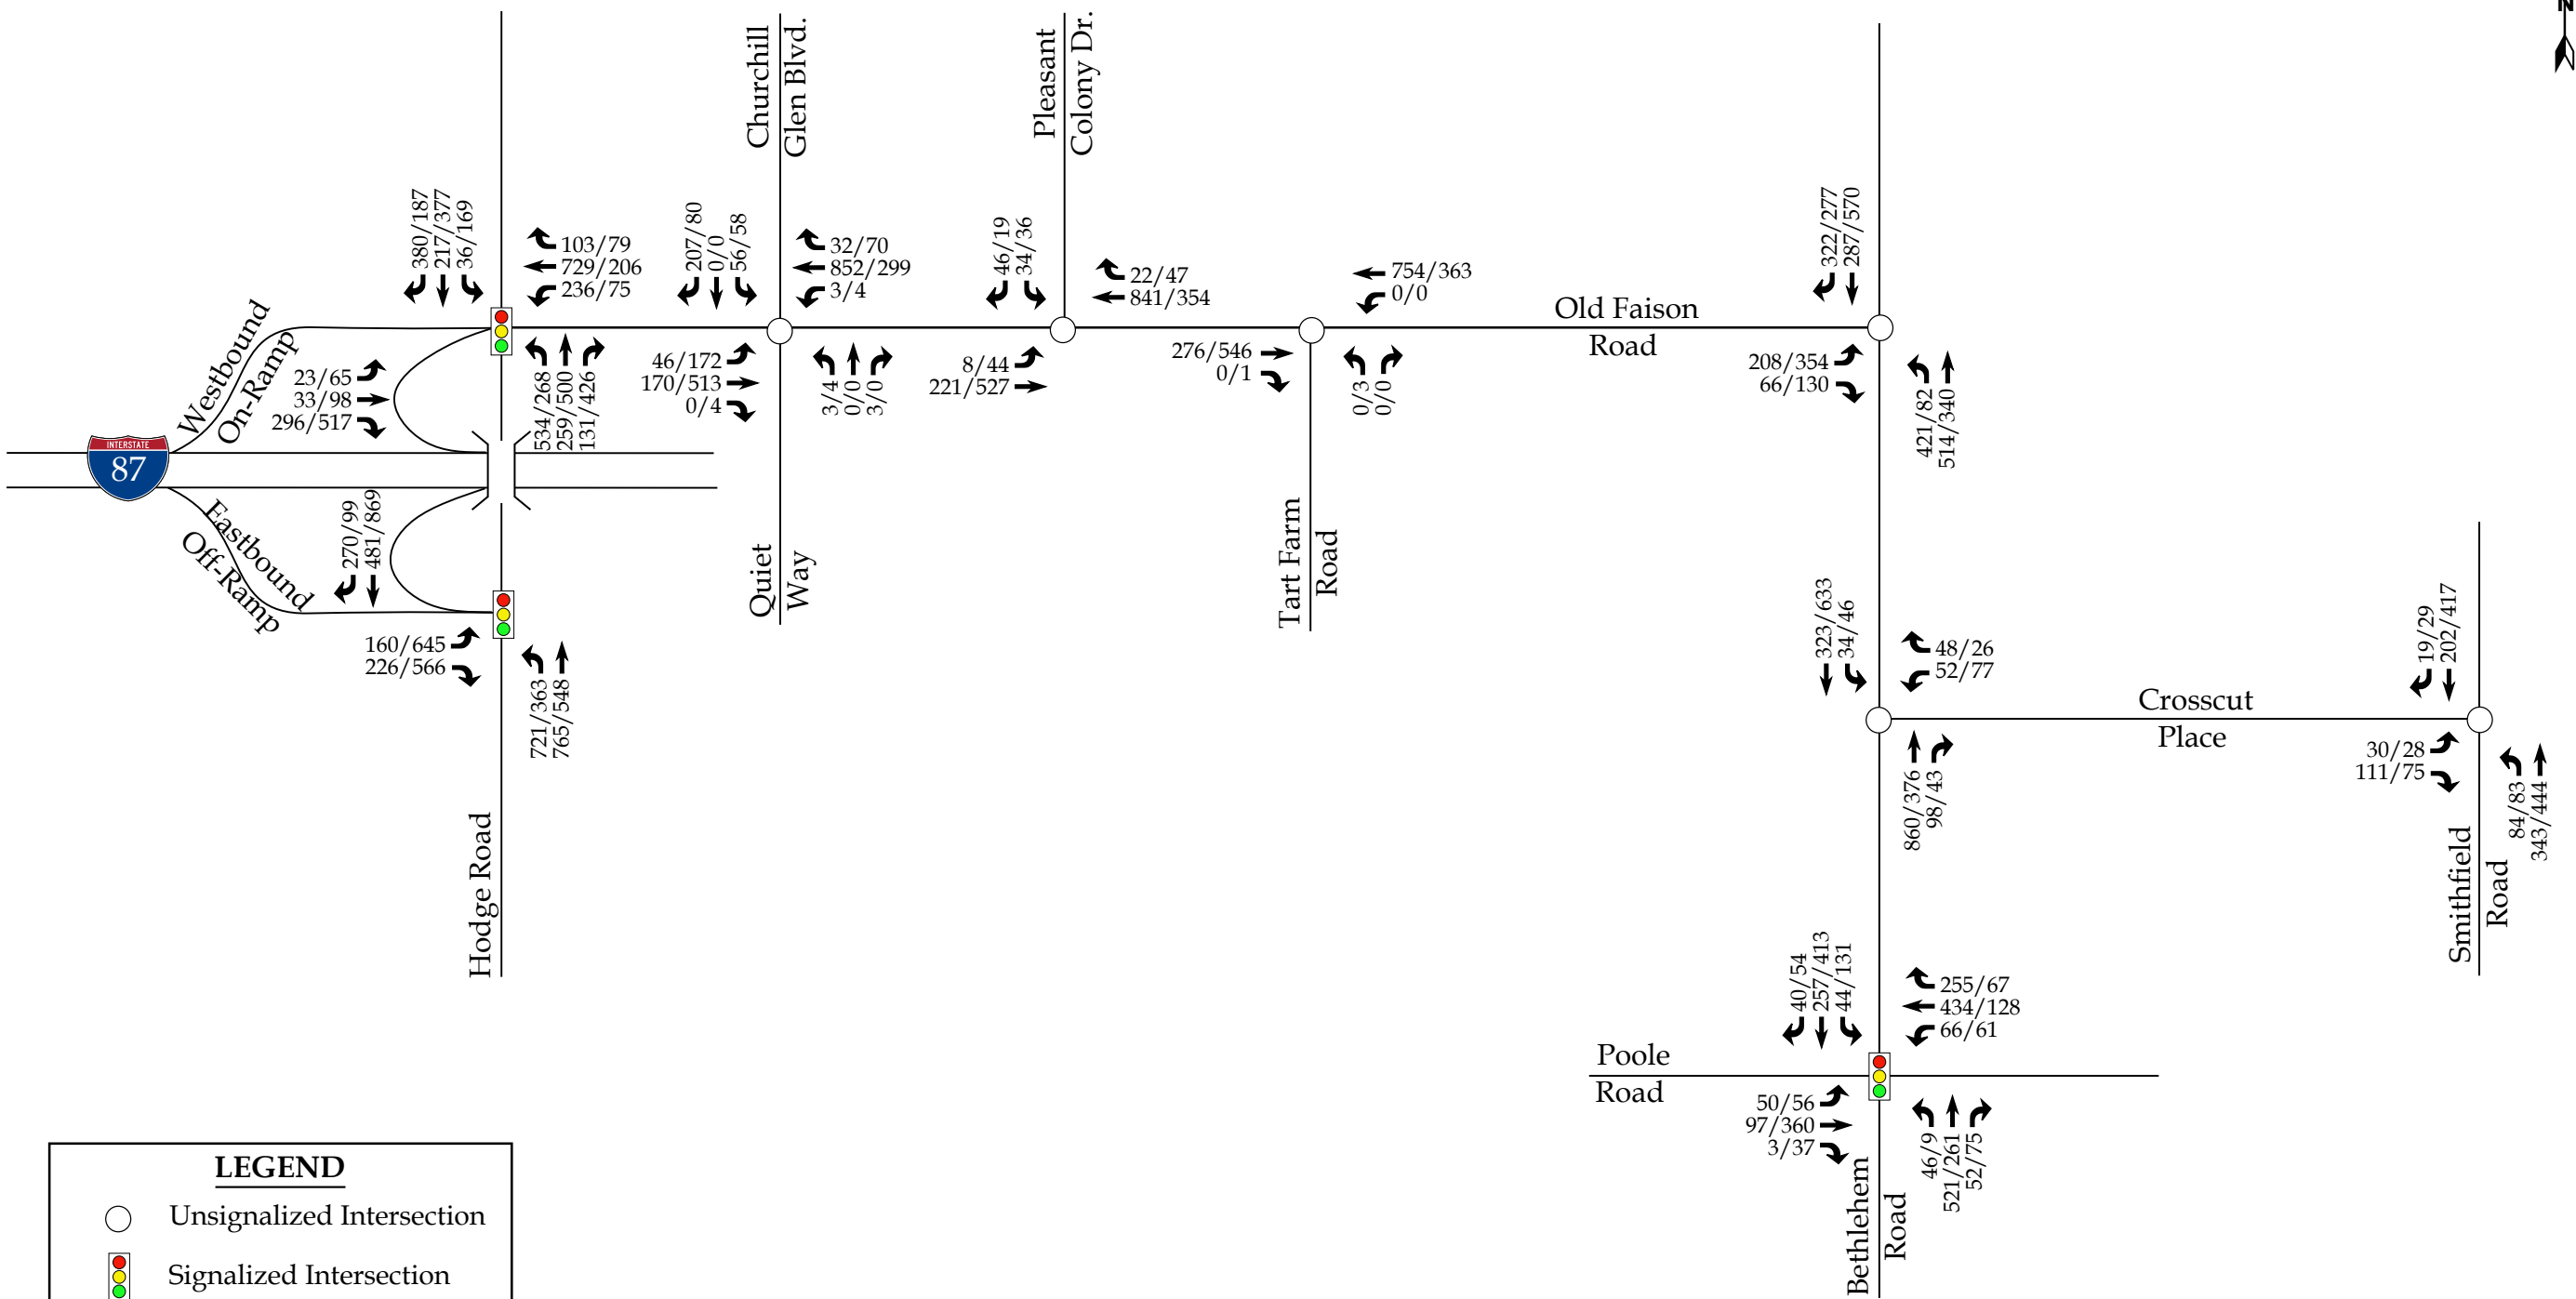 N
Churchill
Glen Blvd.
Pleasant
Colony Dr.
380/187
217/377
36/169
103/79
729/206
236/75
207/80
0/0
56/58
32/70
852/299
3/4
46/19
34/36
22/47
841/354
754/363
0/0
Old Faison
Road
322/277
287/570
Westbound
On-Ramp
23/65
33/98
296/517
534/268
259/500
131/426
46/172
170/513
0/4
3/4
0/0
3/0
8/44
221/527
276/546
0/1
0/3
0/0
208/354
66/130
421/82
514/340
INTERSTATE
87
270/99
481/869
Eastbound
Off-Ramp
160/645
226/566
721/363
765/548
Quiet
Way
Tart Farm
Road
323/633
34/46
48/26
52/77
Crosscut
Place
19/29
202/417
860/376
98/43
30/28
111/75
84/83
343/444
Hodge Road
Smithfield
Road
40/54
257/413
44/131
255/67
434/128
66/61
Poole
Road
50/56
97/360
3/37
46/9
521/261
52/75
Bethlehem
Road
LEGEND
Unsignalized Intersection
Signalized Intersection